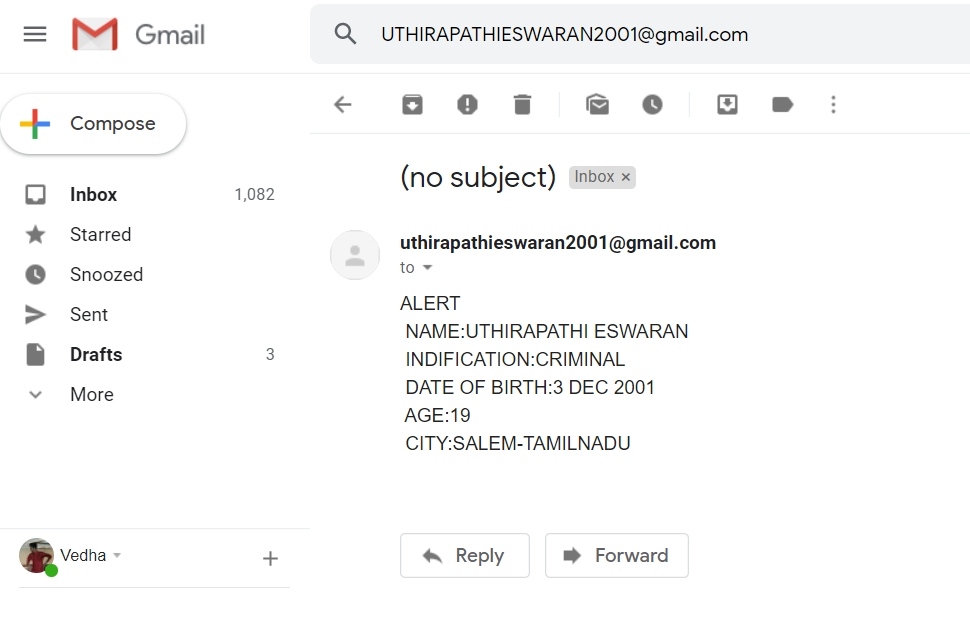 Gmail
UTHIRAPATHIESWARAN2001@gmail.com
Compose
Inbox 1,082
Starred
Snoozed
Sent
Drafts 3
More
Vedha
(no subject) Inbox ×
uthirapathieswaran2001@gmail.com
to
ALERT
NAME:UTHIRAPATHI ESWARAN
INDIFICATION:CRIMINAL
DATE OF BIRTH:3 DEC 2001
AGE:19
CITY:SALEM-TAMILNADU
Reply Forward